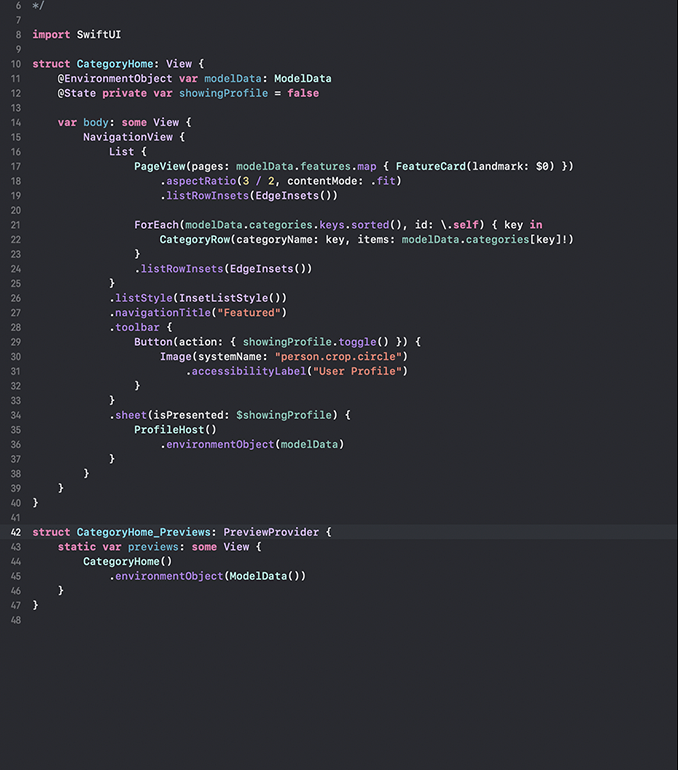 6 */
7
8 import SwiftUI
9
10 struct CategoryHome: View {
11     @EnvironmentObject var modelData: ModelData
12     @State private var showingProfile = false
13
14     var body: some View {
15         NavigationView {
16             List {
17                 PageView(pages: modelData.features.map { FeatureCard(landmark: $0) })
18                     .aspectRatio(3 / 2, contentMode: .fit)
19                     .listRowInsets(EdgeInsets())
20
21                 ForEach(modelData.categories.keys.sorted(), id: \.self) { key in
22                     CategoryRow(categoryName: key, items: modelData.categories[key]!)
23                 }
24                 .listRowInsets(EdgeInsets())
25             }
26             .listStyle(InsetListStyle())
27             .navigationTitle("Featured")
28             .toolbar {
29                 Button(action: { showingProfile.toggle() }) {
30                     Image(systemName: "person.crop.circle")
31                         .accessibilityLabel("User Profile")
32                 }
33             }
34             .sheet(isPresented: $showingProfile) {
35                 ProfileHost()
36                     .environmentObject(modelData)
37             }
38         }
39     }
40 }
41
42 struct CategoryHome_Previews: PreviewProvider {
43     static var previews: some View {
44         CategoryHome()
45             .environmentObject(ModelData())
46     }
47 }
48